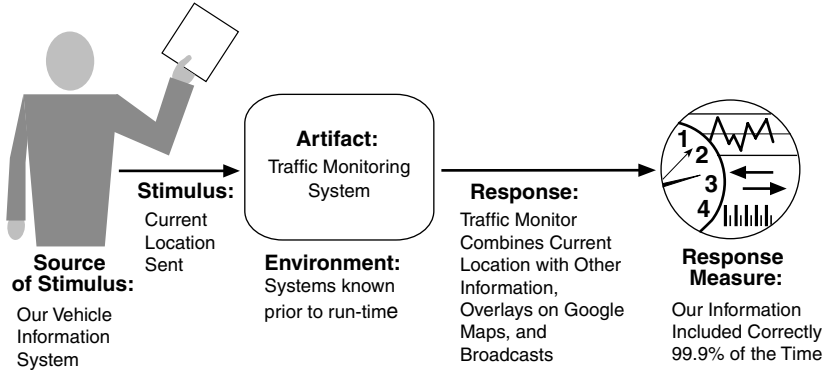 Source
of Stimulus:
Our Vehicle
Information
System
Stimulus:
Current
Location
Sent
Artifact:
Traffic Monitoring
System
Environment:
Systems known
prior to run-time
Response:
Traffic Monitor
Combines Current
Location with Other
Information,
Overlays on Google
Maps, and
Broadcasts
1
2
3
4
Response
Measure:
Our Information
Included Correctly
99.9% of the Time